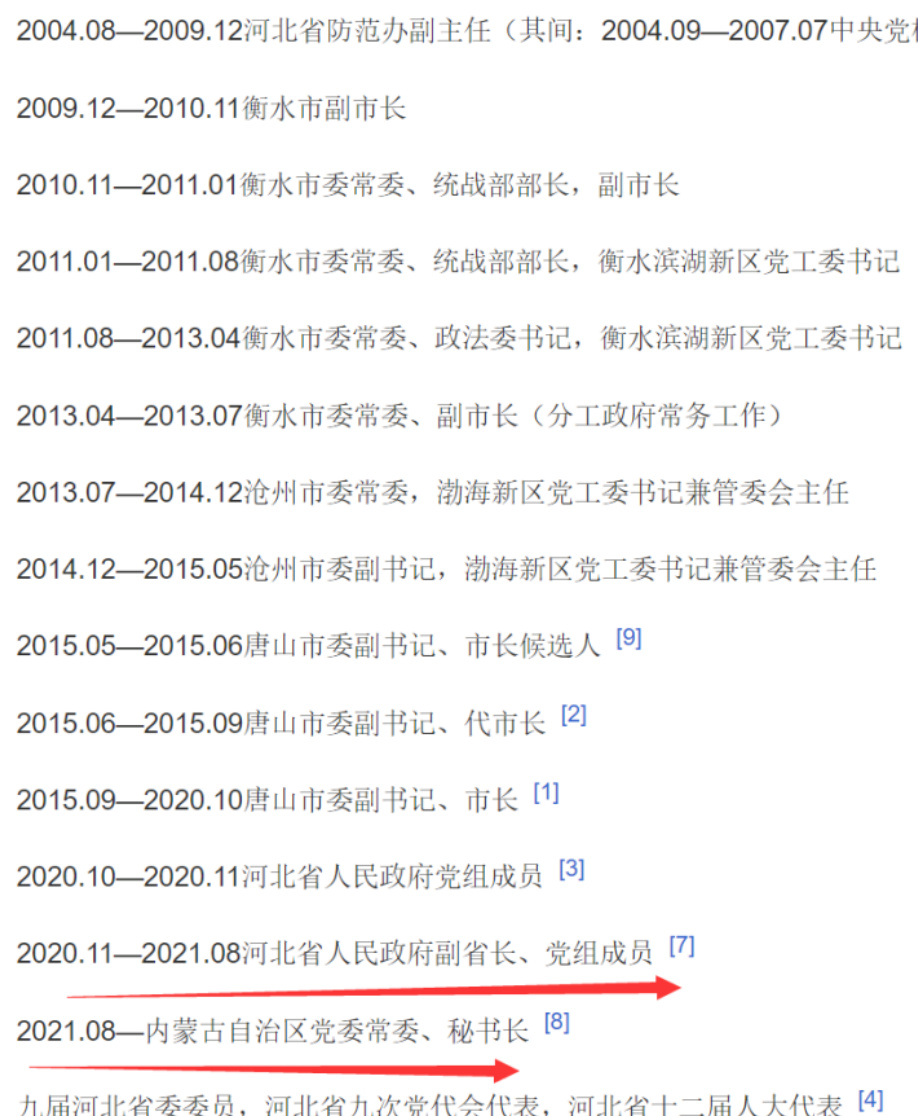 2004.08—2009.12河北省防范办副主任（其间：2004.09—2007.07中央党校
2009.12—2010.11衡水市副市长
2010.11—2011.01衡水市委常委、统战部部长，副市长
2011.01—2011.08衡水市委常委、统战部部长，衡水滨湖新区党工委书记
2011.08—2013.04衡水市委常委、政法委书记，衡水滨湖新区党工委书记
2013.04—2013.07衡水市委常委、副市长（分工政府常务工作）
2013.07—2014.12沧州市委常委，渤海新区党工委书记兼管委会主任
2014.12—2015.05沧州市委副书记，渤海新区党工委书记兼管委会主任
2015.05—2015.06唐山市委副书记、市长候选人 [9]
2015.06—2015.09唐山市委副书记、代市长 [2]
2015.09—2020.10唐山市委副书记、市长 [1]
2020.10—2020.11河北省人民政府党组成员 [3]
2020.11—2021.08河北省人民政府副省长、党组成员 [7]
2021.08—内蒙古自治区党委常委、秘书长 [8]
九届河北省委委员，河北省九次党代会代表，河北省十二届人大代表 [4]